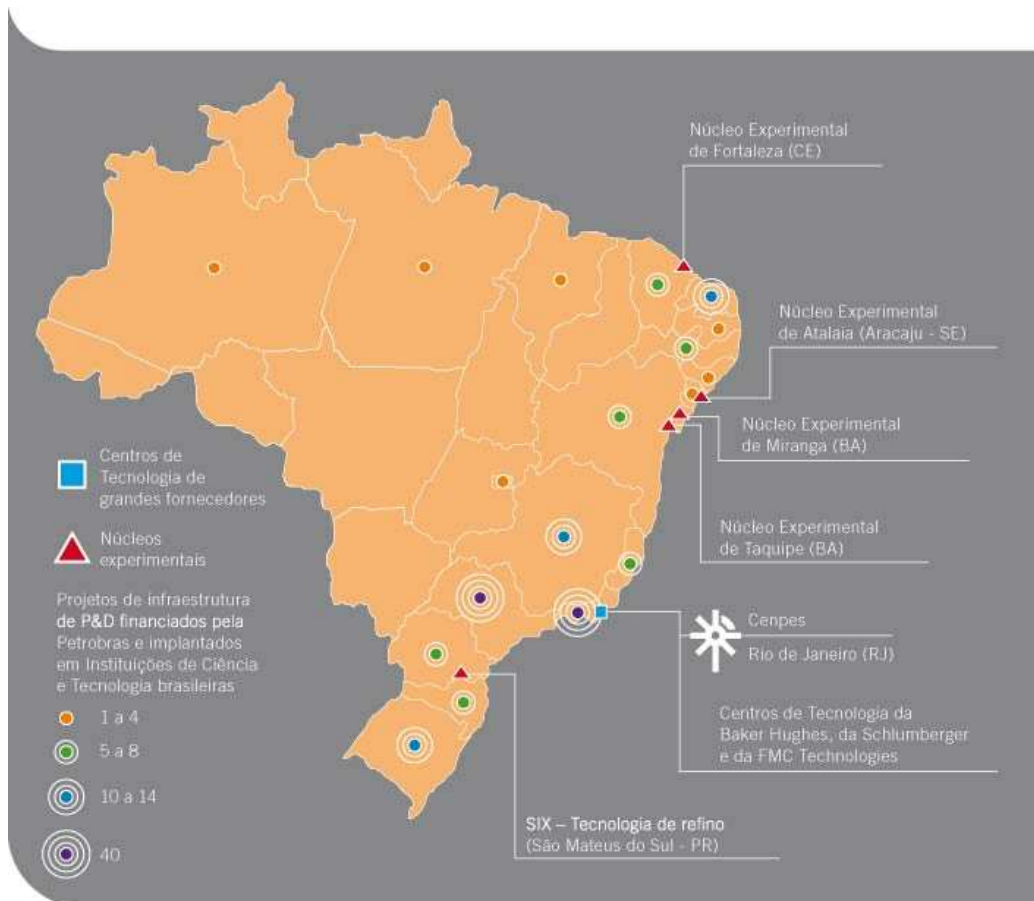 Núcleo Experimental
de Fortaleza (CE)
Núcleo Experimental
de Atalaia (Aracaju - SE)
Núcleo Experimental
de Miranga (BA)
Núcleo Experimental
de Taquipe (BA)
Cenpes
Rio de Janeiro (RJ)
Centros de Tecnologia da
Baker Hughes, da Schlumberger
e da FMC Technologies
SIX – Tecnologia de refino
(São Mateus do Sul - PR)
Centros de
Tecnologia de
grandes fornecedores
Núcleos
experimentais
Projetos de infraestrutura
de P&D financiados pela
Petrobras e implantados
em Instituições de Ciência
e Tecnologia brasileiras
1 a 4
5 a 8
10 a 14
40